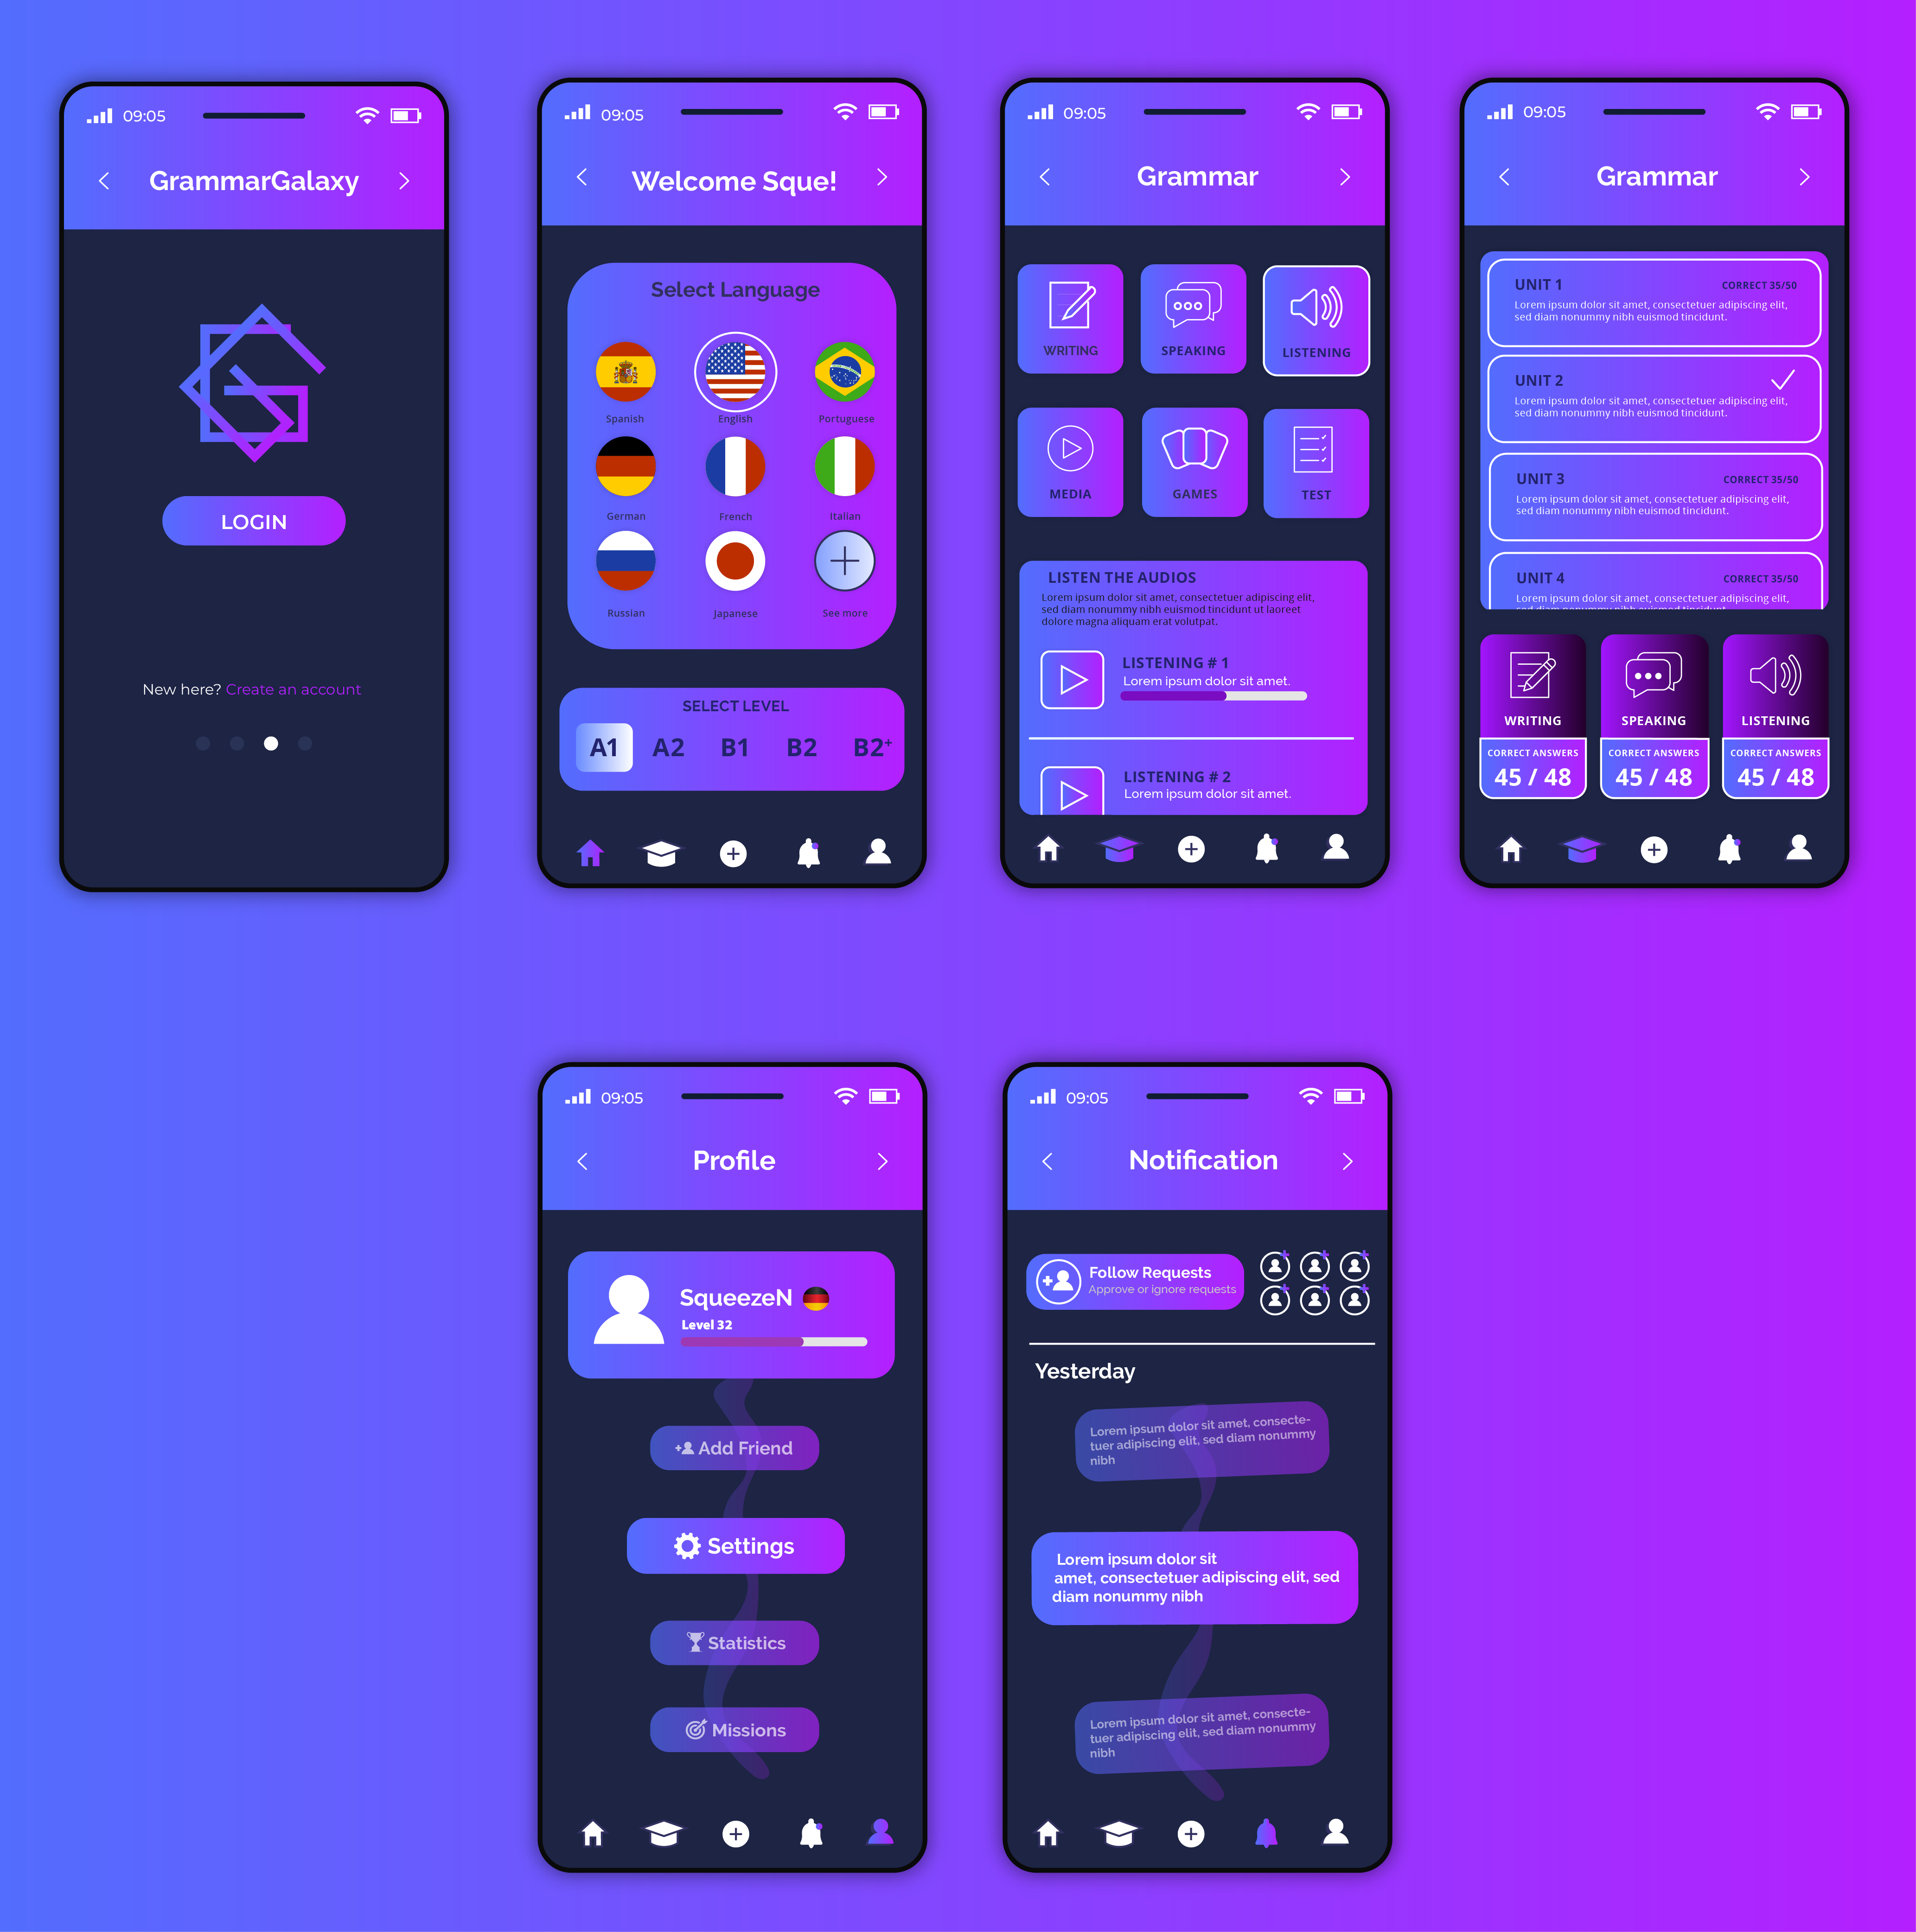 09:05
GrammarGalaxy
LOGIN
New here? Create an account
09:05
Welcome Sque!
Select Language
Spanish
English
Portuguese
German
French
Italian
Russian
Japanese
See more
SELECT LEVEL
A1 A2 B1 B2 B2+
09:05
Grammar
WRITING
SPEAKING
LISTENING
MEDIA
GAMES
TEST
LISTEN THE AUDIOS
Lorem ipsum dolor sit amet, consectetuer adipiscing elit,
sed diam nonummy nibh euismod tincidunt ut laoreet
dolore magna aliquam erat volutpat.
LISTENING # 1
Lorem ipsum dolor sit amet.
LISTENING # 2
Lorem ipsum dolor sit amet.
09:05
Grammar
UNIT 1
CORRECT 35/50
Lorem ipsum dolor sit amet, consectetuer adipiscing elit,
sed diam nonummy nibh euismod tincidunt.
UNIT 2
Lorem ipsum dolor sit amet, consectetuer adipiscing elit,
sed diam nonummy nibh euismod tincidunt.
UNIT 3
CORRECT 35/50
Lorem ipsum dolor sit amet, consectetuer adipiscing elit,
sed diam nonummy nibh euismod tincidunt.
UNIT 4
CORRECT 35/50
Lorem ipsum dolor sit amet, consectetuer adipiscing elit,
sed diam nonummy nibh euismod tincidunt.
WRITING
CORRECT ANSWERS
45 / 48
SPEAKING
CORRECT ANSWERS
45 / 48
LISTENING
CORRECT ANSWERS
45 / 48
09:05
Profile
SqueezeN
Level 32
Add Friend
Settings
Statistics
Missions
09:05
Notification
Follow Requests
Approve or ignore requests
Yesterday
Lorem ipsum dolor sit amet, consecte-
tuer adipiscing elit, sed diam nonummy
nibh
Lorem ipsum dolor sit
amet, consectetuer adipiscing elit, sed
diam nonummy nibh
Lorem ipsum dolor sit amet, consecte-
tuer adipiscing elit, sed diam nonummy
nibh